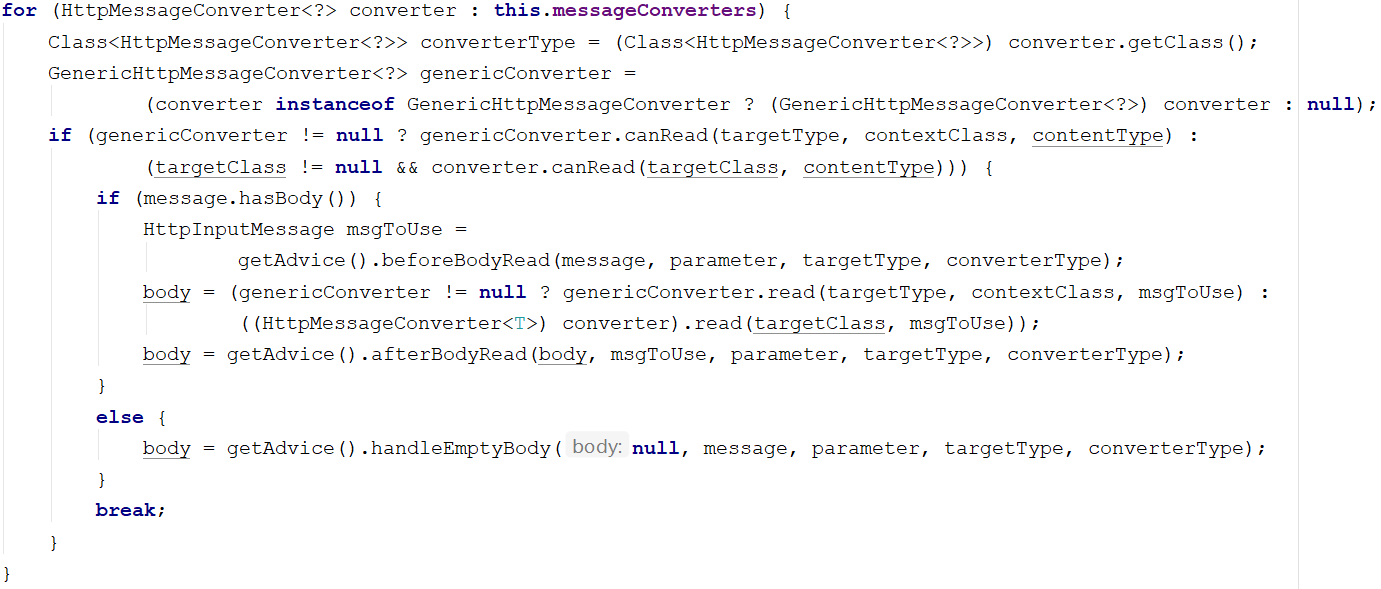 for (HttpMessageConverter<?> converter : this.messageConverters) {
    Class<HttpMessageConverter<?>> converterType = (Class<HttpMessageConverter<?>>) converter.getClass();
    GenericHttpMessageConverter<?> genericConverter =
            (converter instanceof GenericHttpMessageConverter ? (GenericHttpMessageConverter<?>) converter : null);
    if (genericConverter != null ? genericConverter.canRead(targetType, contextClass, contentType) :
            (targetClass != null && converter.canRead(targetClass, contentType))) {
        if (message.hasBody()) {
            HttpInputMessage msgToUse =
                    getAdvice().beforeBodyRead(message, parameter, targetType, converterType);
            body = (genericConverter != null ? genericConverter.read(targetType, contextClass, msgToUse) :
                    ((HttpMessageConverter<T>) converter).read(targetClass, msgToUse));
            body = getAdvice().afterBodyRead(body, msgToUse, parameter, targetType, converterType);
        }
        else {
            body = getAdvice().handleEmptyBody( body: null, message, parameter, targetType, converterType);
        }
        break;
    }
}